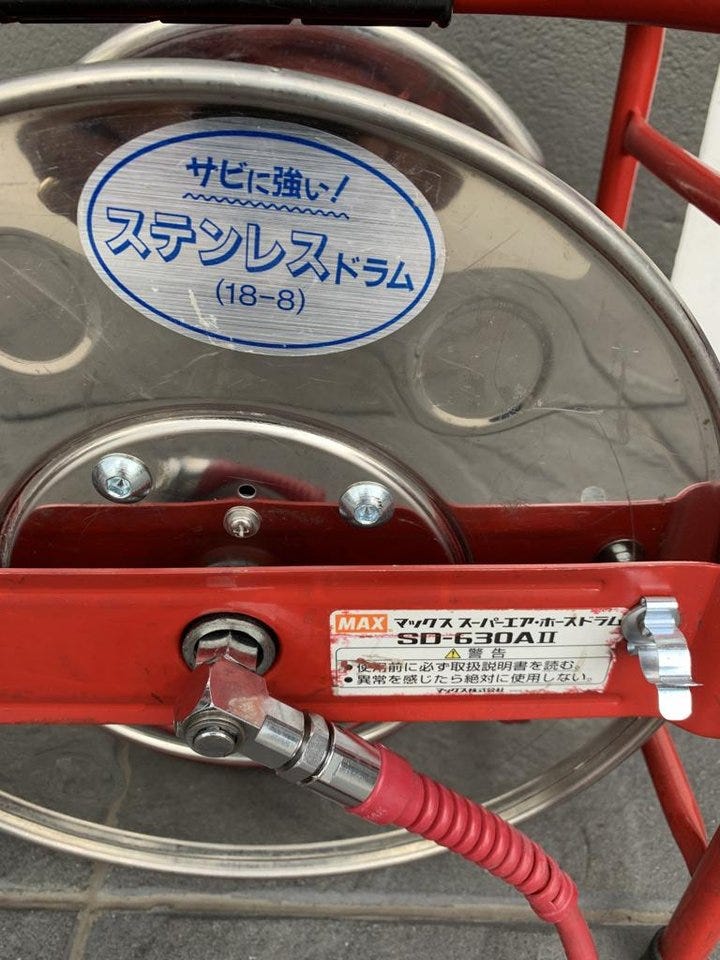 サビに強い!
ステンレスドラム
(18-8)
MAX マックス スーパーエア・ホースドラム
SD-630AⅡ
⚠警告
●使用前に必ず取扱説明書を読む。
●異常を感じたら絶対に使用しない。
マックス株式会社